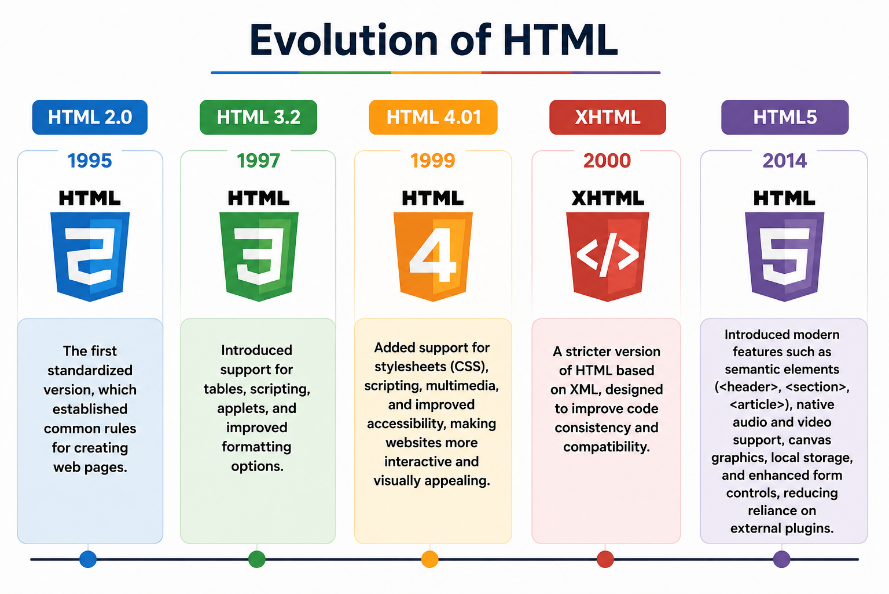 Evolution of HTML
HTML 2.0
1995
HTML
2
The first
standardized
version, which
established
common rules
for creating
web pages.
HTML 3.2
1997
HTML
3
Introduced
support for
tables, scripting,
applets, and
improved
formatting
options.
HTML 4.01
1999
HTML
4
Added support for
stylesheets (CSS),
scripting, multimedia,
and improved
accessibility, making
websites more
interactive and
visually appealing.
XHTML
2000
XHTML
</>
A stricter version
of HTML based
on XML, designed
to improve code
consistency and
compatibility.
HTML5
2014
HTML
5
Introduced modern
features such as
semantic elements
(<header>, <section>,
<article>), native
audio and video
support, canvas
graphics, local storage,
and enhanced form
controls, reducing
reliance on
external plugins.